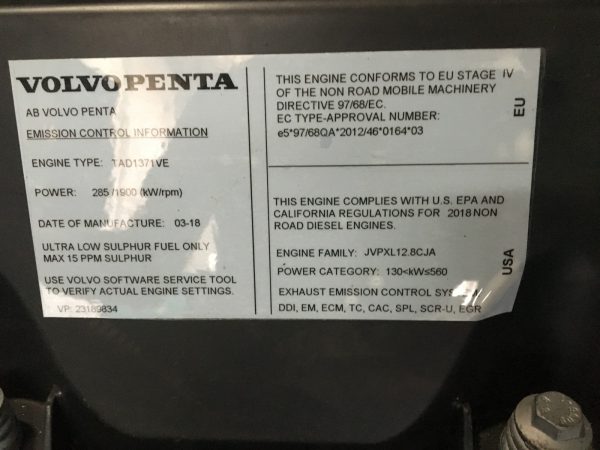 VOLVO PENTA
AB VOLVO PENTA
EMISSION CONTROL INFORMATION
ENGINE TYPE: TAD1371VE
POWER: 285/1900 (kW/rpm)
DATE OF MANUFACTURE: 03-18
ULTRA LOW SULPHUR FUEL ONLY
MAX 15 PPM SULPHUR
USE VOLVO SOFTWARE SERVICE TOOL
TO VERIFY ACTUAL ENGINE SETTINGS.
VP: 23189834
THIS ENGINE CONFORMS TO EU STAGE IV
OF THE NON ROAD MOBILE MACHINERY
DIRECTIVE 97/68/EC.
EC TYPE-APPROVAL NUMBER:
e5*97/68QA*2012/46*0164*03
EU
THIS ENGINE COMPLIES WITH U.S. EPA AND
CALIFORNIA REGULATIONS FOR 2018 NON
ROAD DIESEL ENGINES.
ENGINE FAMILY: JVPXL12.8CJA
POWER CATEGORY: 130<kW≤560
EXHAUST EMISSION CONTROL
DDI, EM, ECM, TC, CAC, SPL, SCR-U, EGR
USA